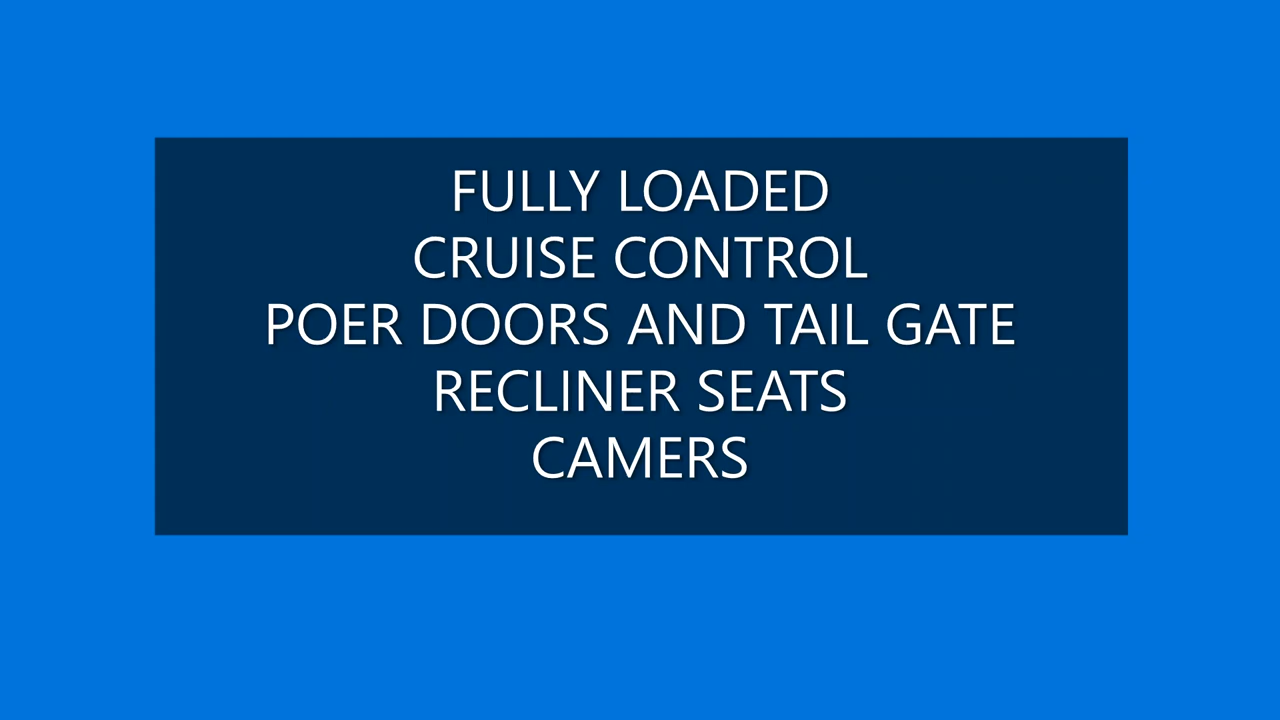 FULLY LOADED
CRUISE CONTROL
POER DOORS AND TAIL GATE
RECLINER SEATS
CAMERS